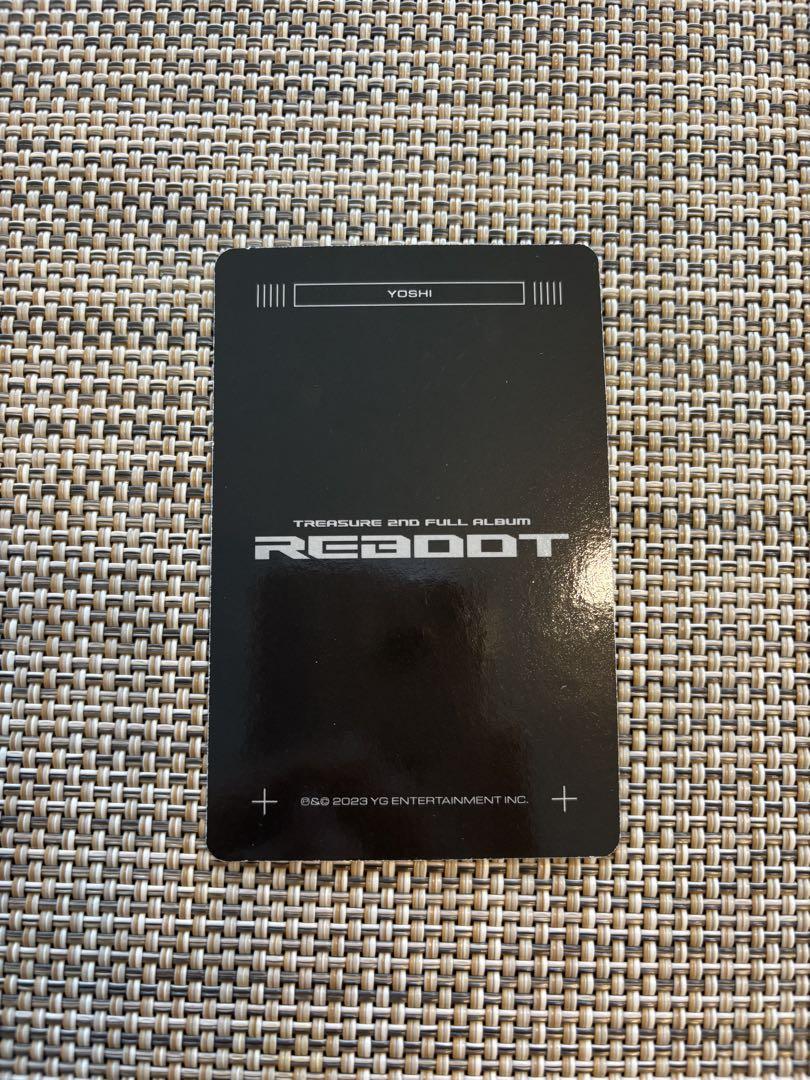 YOSHI
TREASURE 2ND FULL ALBUM
REBOOT
℗&© 2023 YG ENTERTAINMENT INC.